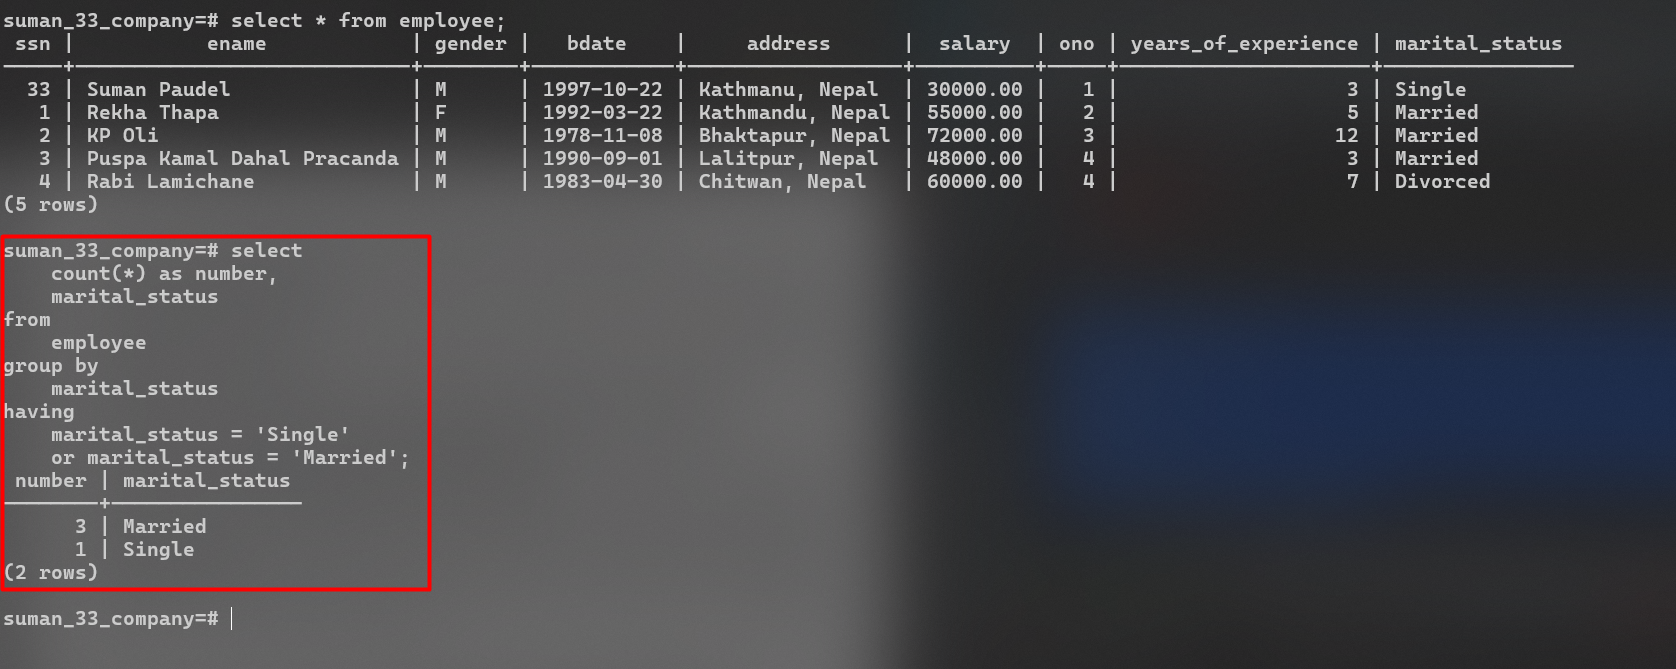 suman_33_company=# select * from employee;
 ssn |           ename            | gender |   bdate    |     address      |  salary  | ono | years_of_experience | marital_status
-----+----------------------------+--------+------------+------------------+----------+-----+---------------------+----------------
  33 | Suman Paudel               | M      | 1997-10-22 | Kathmanu, Nepal  | 30000.00 |   1 |                   3 | Single
   1 | Rekha Thapa                | F      | 1992-03-22 | Kathmandu, Nepal | 55000.00 |   2 |                   5 | Married
   2 | KP Oli                     | M      | 1978-11-08 | Bhaktapur, Nepal | 72000.00 |   3 |                  12 | Married
   3 | Puspa Kamal Dahal Pracanda | M      | 1990-09-01 | Lalitpur, Nepal  | 48000.00 |   4 |                   3 | Married
   4 | Rabi Lamichane             | M      | 1983-04-30 | Chitwan, Nepal   | 60000.00 |   4 |                   7 | Divorced
(5 rows)

suman_33_company=# select
    count(*) as number,
    marital_status
from
    employee
group by
    marital_status
having
    marital_status = 'Single'
    or marital_status = 'Married';
 number | marital_status
--------+----------------
      3 | Married
      1 | Single
(2 rows)

suman_33_company=#